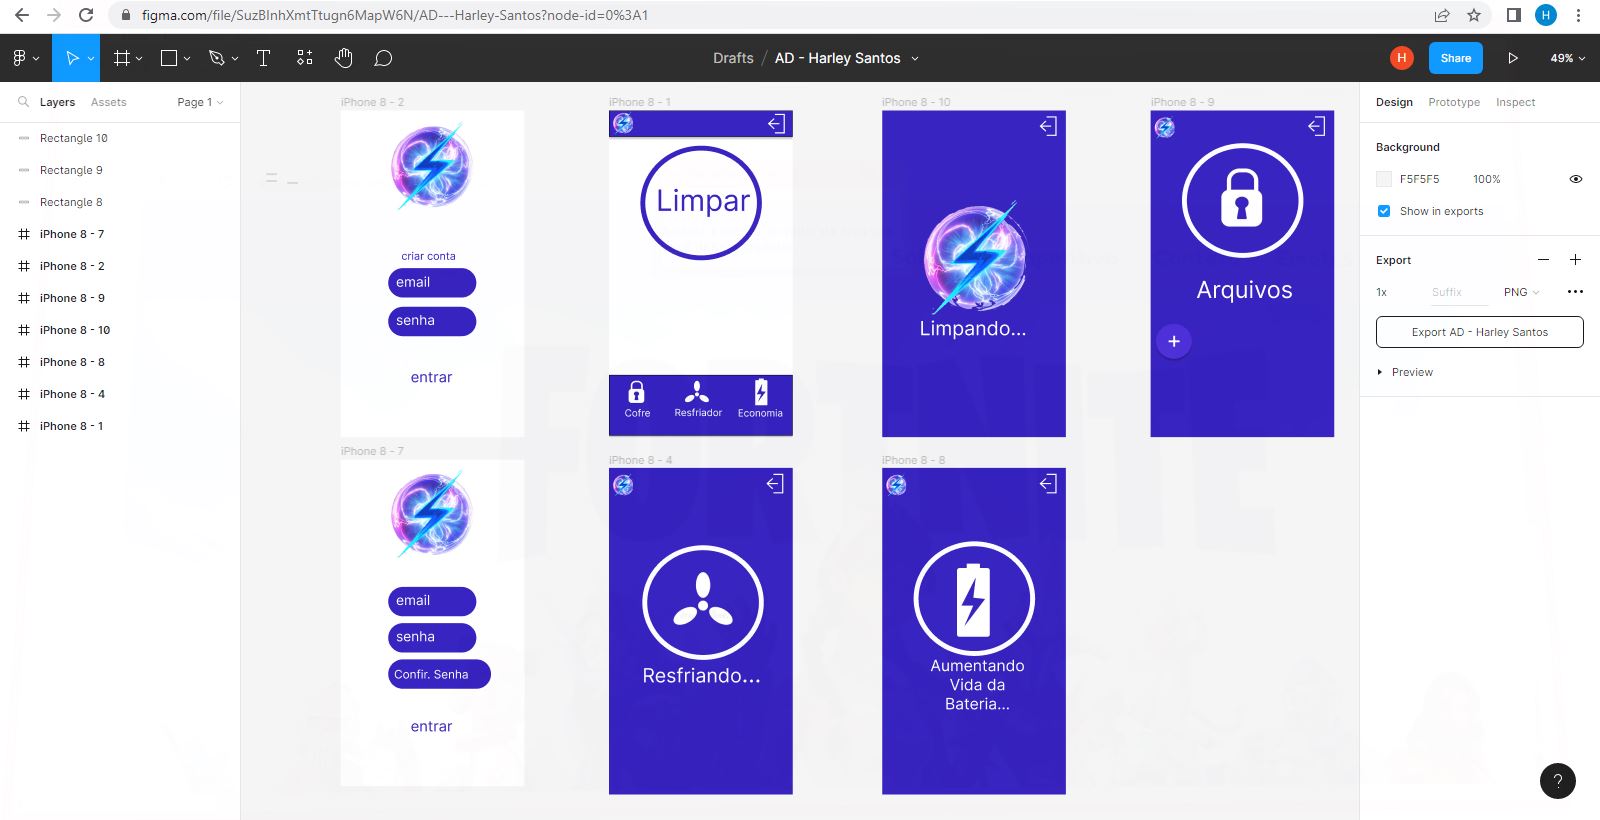 figma.com/file/SuzBInhXmtTtugn6MapW6N/AD---Harley-Santos?node-id=0%3A1
H
Drafts / AD - Harley Santos
H
Share
49%
Layers
Assets
Page 1
Rectangle 10
Rectangle 9
Rectangle 8
iPhone 8 - 7
iPhone 8 - 2
iPhone 8 - 9
iPhone 8 - 10
iPhone 8 - 8
iPhone 8 - 4
iPhone 8 - 1
iPhone 8 - 2
criar conta
email
senha
entrar
iPhone 8 - 1
Limpar
Cofre
Resfriador
Economia
iPhone 8 - 10
Limpando...
iPhone 8 - 9
Arquivos
+
iPhone 8 - 7
email
senha
Confir. Senha
entrar
iPhone 8 - 4
Resfriando...
iPhone 8 - 8
Aumentando
Vida da
Bateria...
FORTNITE
Design
Prototype
Inspect
Background
F5F5F5
100%
Show in exports
Export
1x
Suffix
PNG
Export AD - Harley Santos
Preview
?